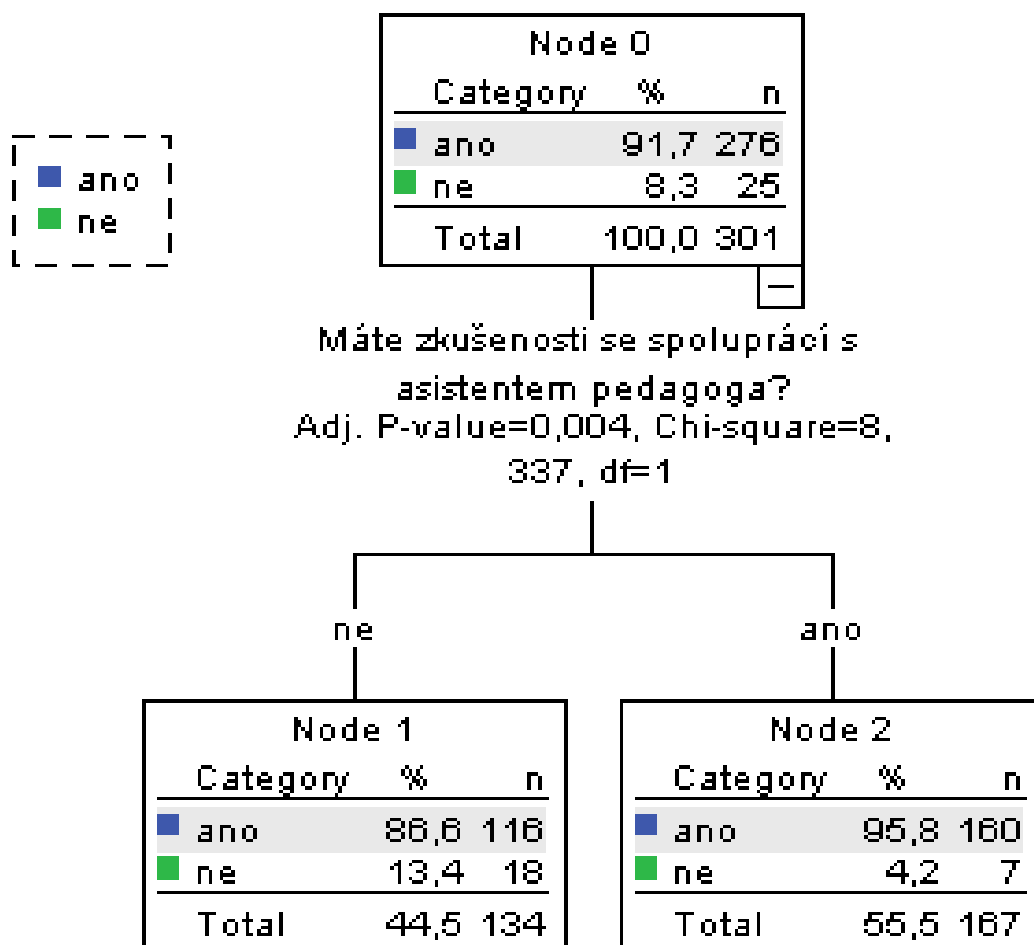 Node 0
Category % n
ano 91,7 276
ne 8,3 25
Total 100,0 301
ano
ne
Máte zkušenosti se spoluprácí s
asistentem pedagoga?
Adj. P-value=0,004, Chi-square=8,
337, df=1
ne
ano
Node 1
Category % n
ano 86,6 116
ne 13,4 18
Total 44,5 134
Node 2
Category % n
ano 95,8 160
ne 4,2 7
Total 55,5 167